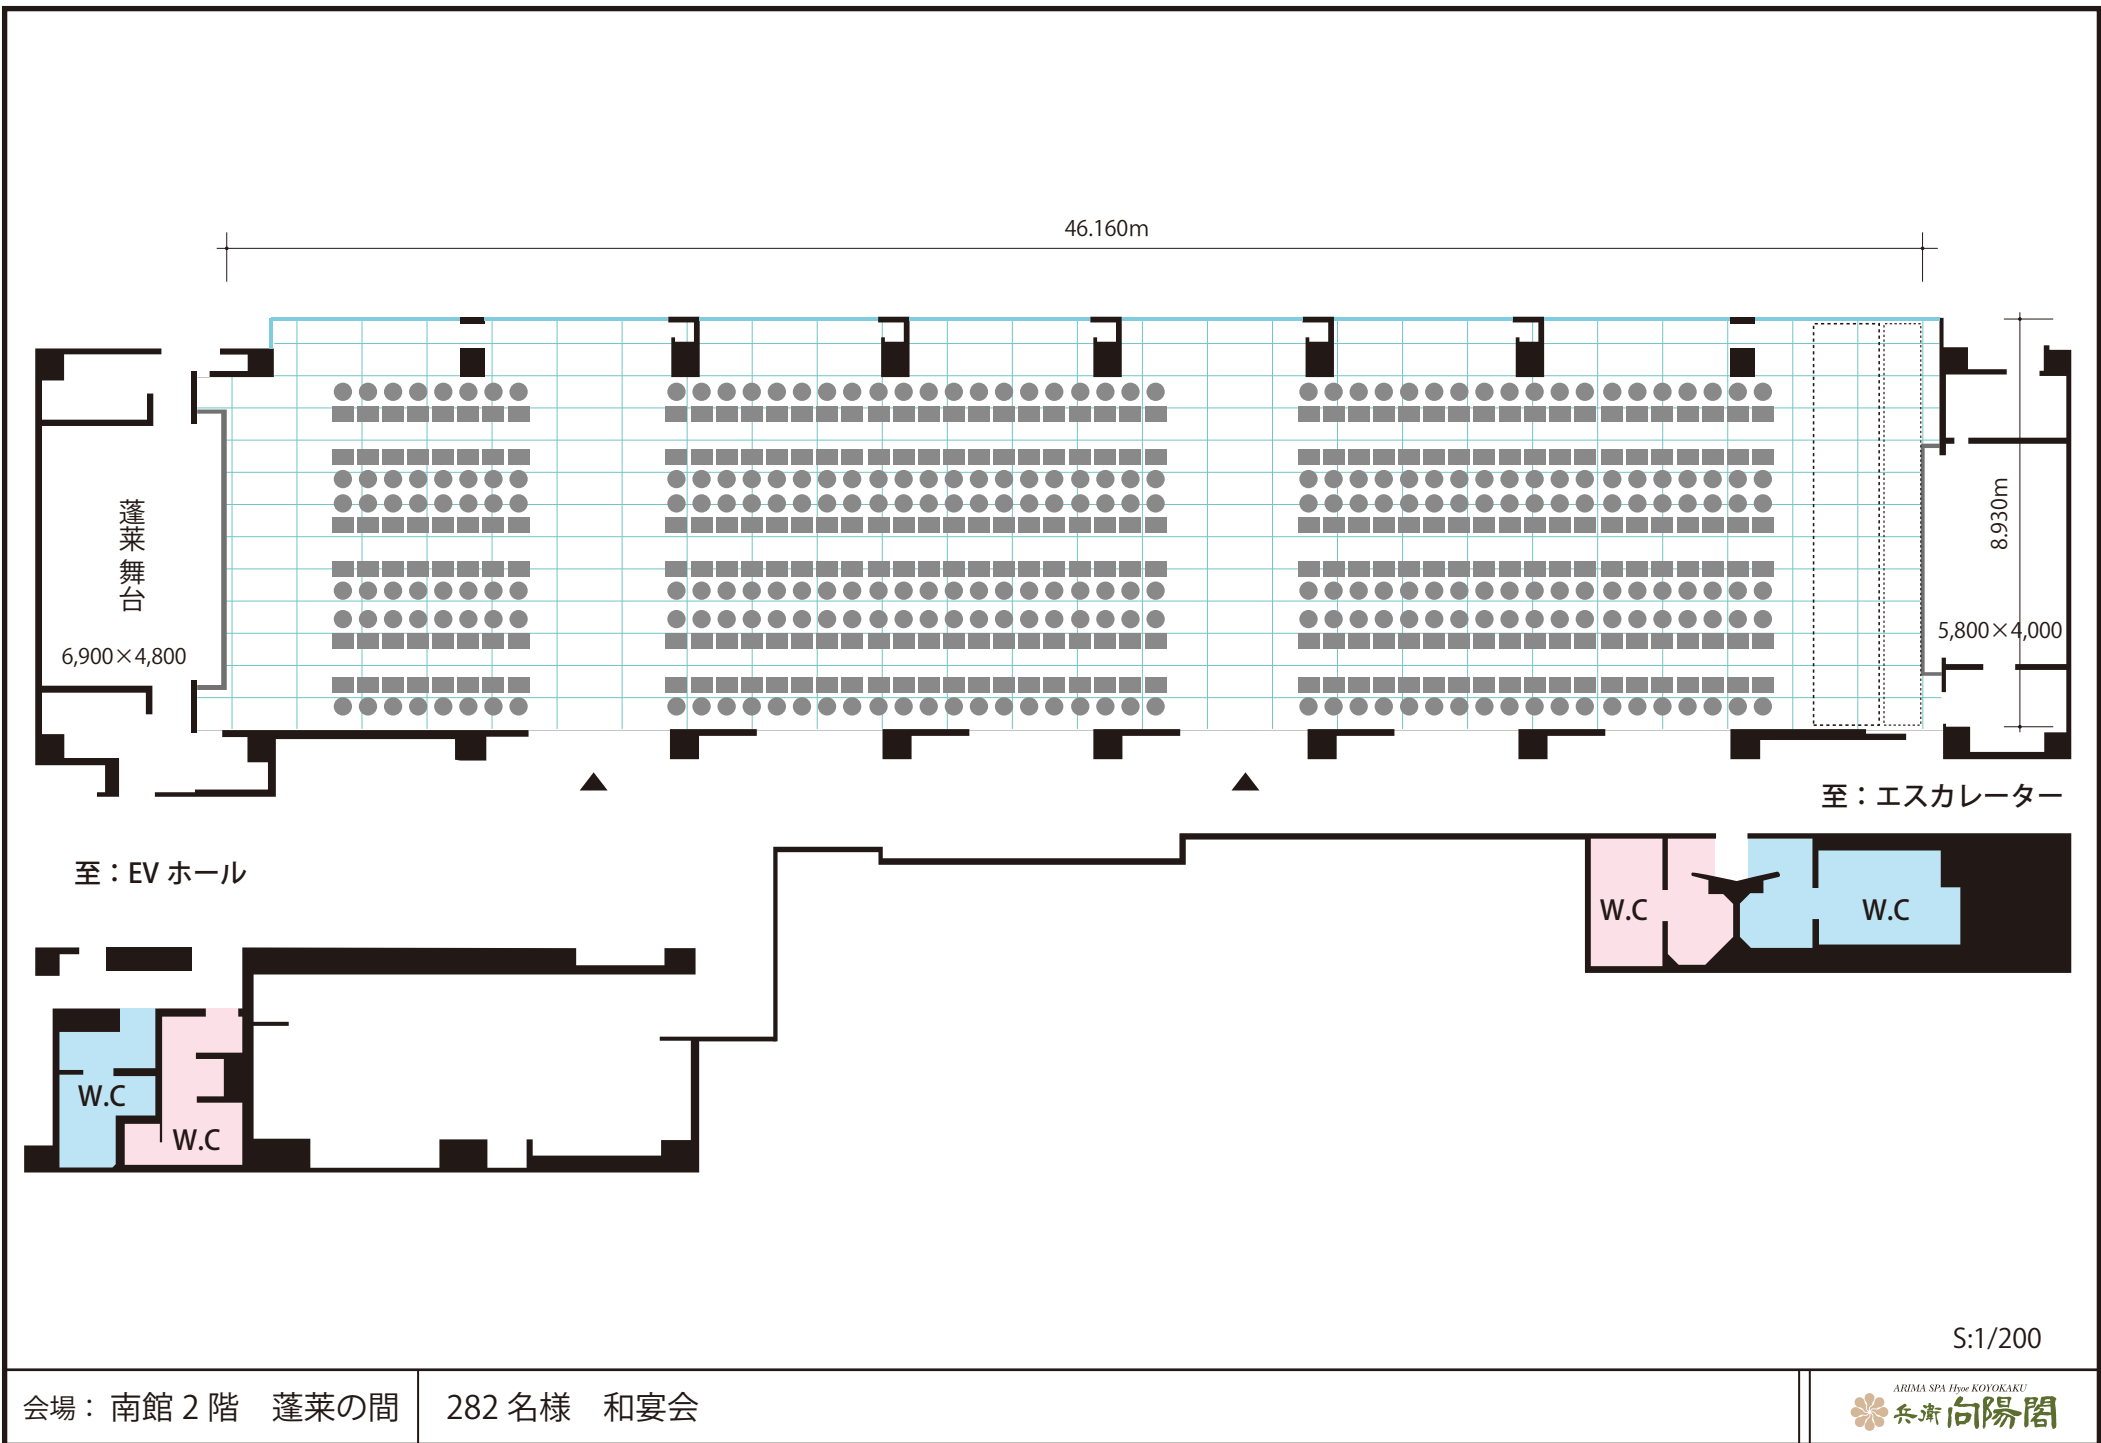 46.160m
蓬莱 舞台
6,900×4,800
8.930m
5,800×4,000
至：エスカレーター
至：EV ホール
W.C
W.C
W.C
W.C
S:1/200
会場： 南館 2 階　蓬莱の間
282 名様　和宴会
ARIMA SPA Hyoe KOYOKAKU
兵衛 向陽閣